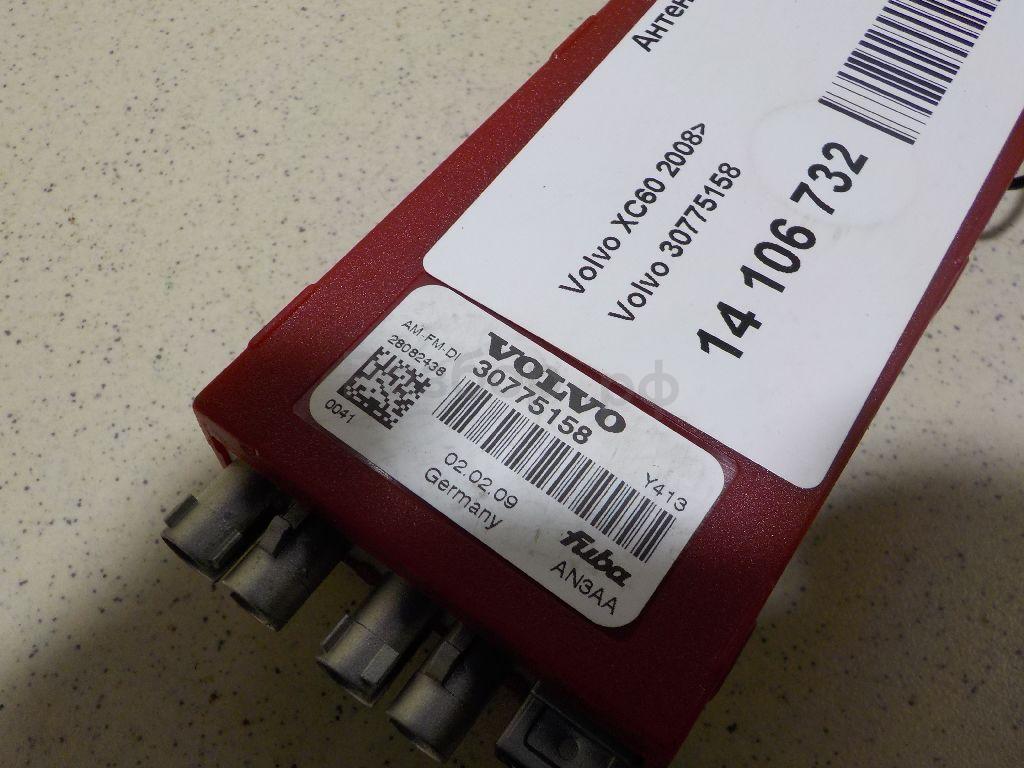 Volvo XC60 2008>
Volvo 30775158
14 106 732
AM-FM-DI
28082438
0041
VOLVO
30775158
02.02.09
Germany
Y413
fuba
AN3AA